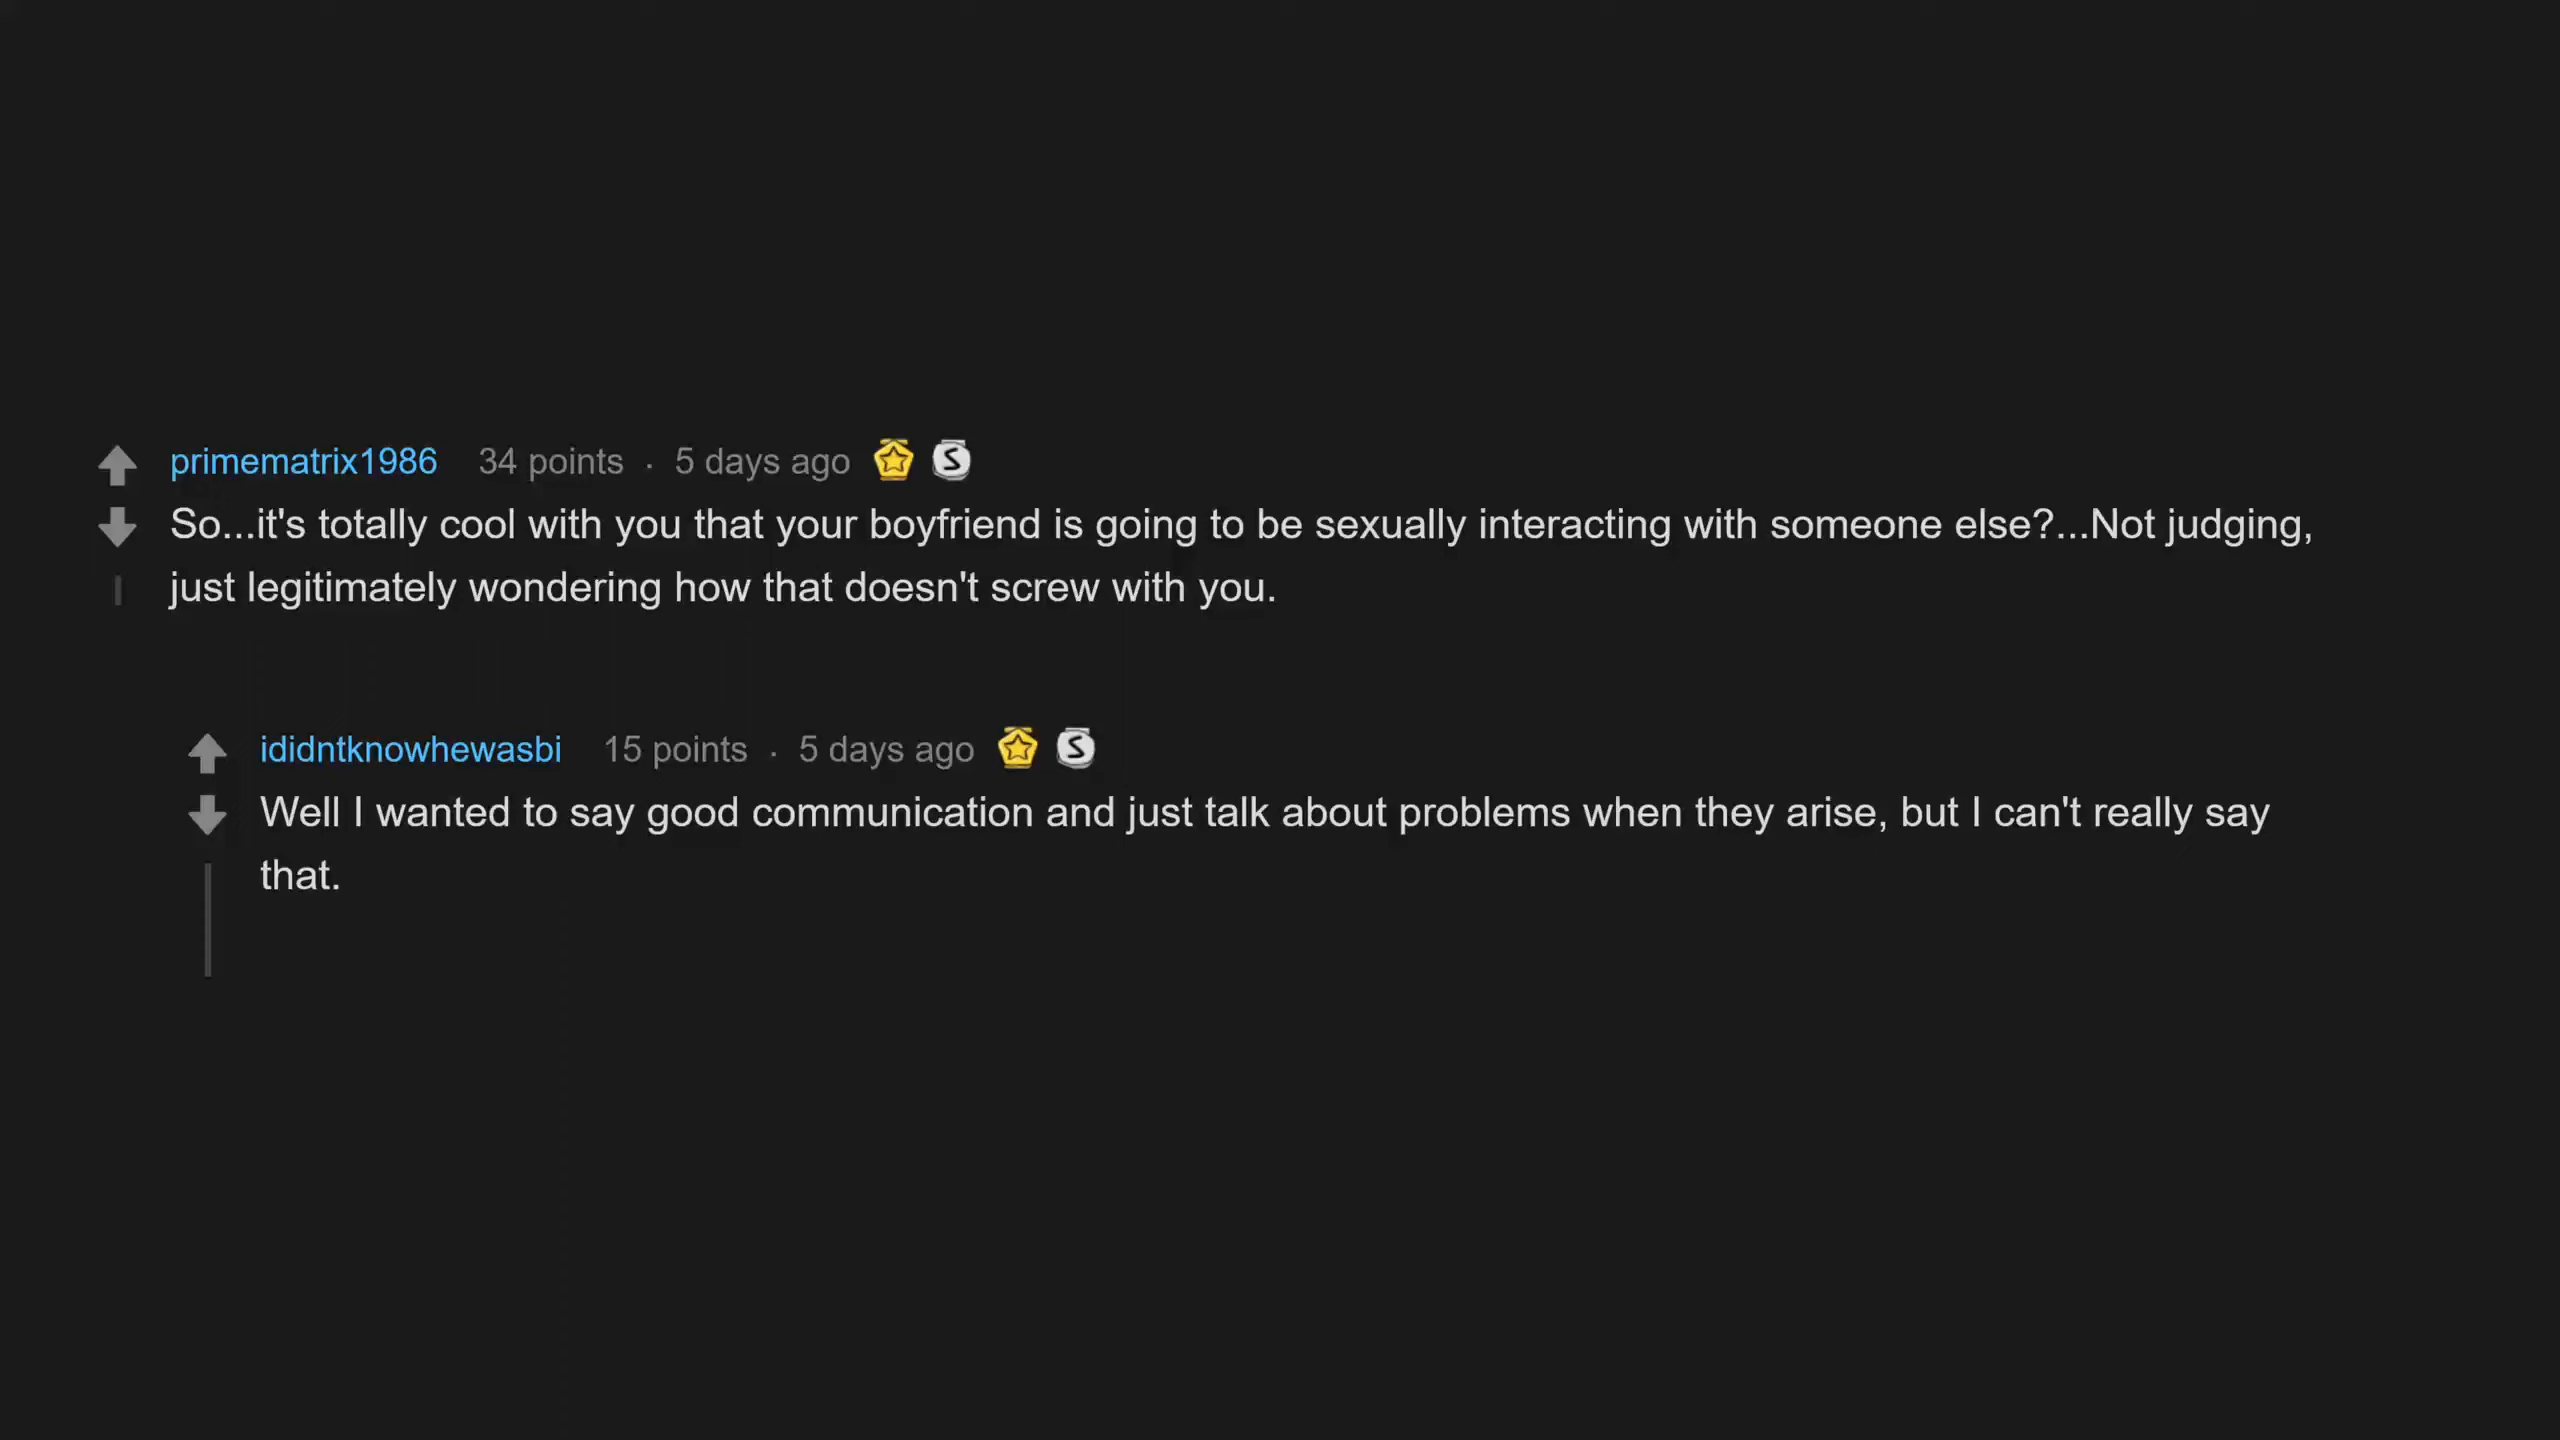 primematrix1986 34 points · 5 days ago S
So...it's totally cool with you that your boyfriend is going to be sexually interacting with someone else?...Not judging,
just legitimately wondering how that doesn't screw with you.
ididntknowhewasbi 15 points · 5 days ago S
Well I wanted to say good communication and just talk about problems when they arise, but I can't really say
that.